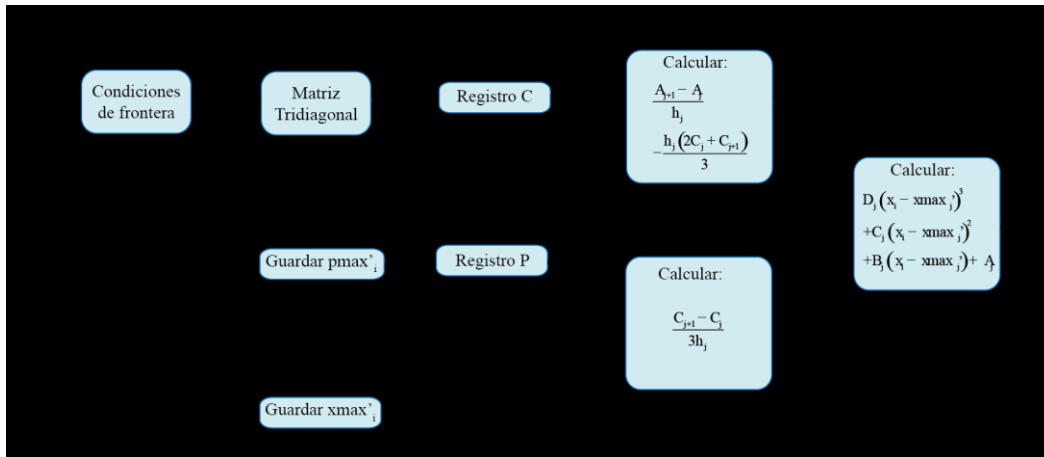 Condiciones
de frontera
Matriz
Tridiagonal
Registro C
Calcular:
A_{j+1} − A_j
h_j
− h_j(2C_j + C_{j+1})
3
Guardar pmax'_i
Registro P
Calcular:
C_{j+1} − C_j
3h_j
Guardar xmax'_i
Calcular:
D_j(x_i − xmax_j')^3
+C_j(x_i − xmax_j')^2
+B_j(x_i − xmax_j')+ A_j